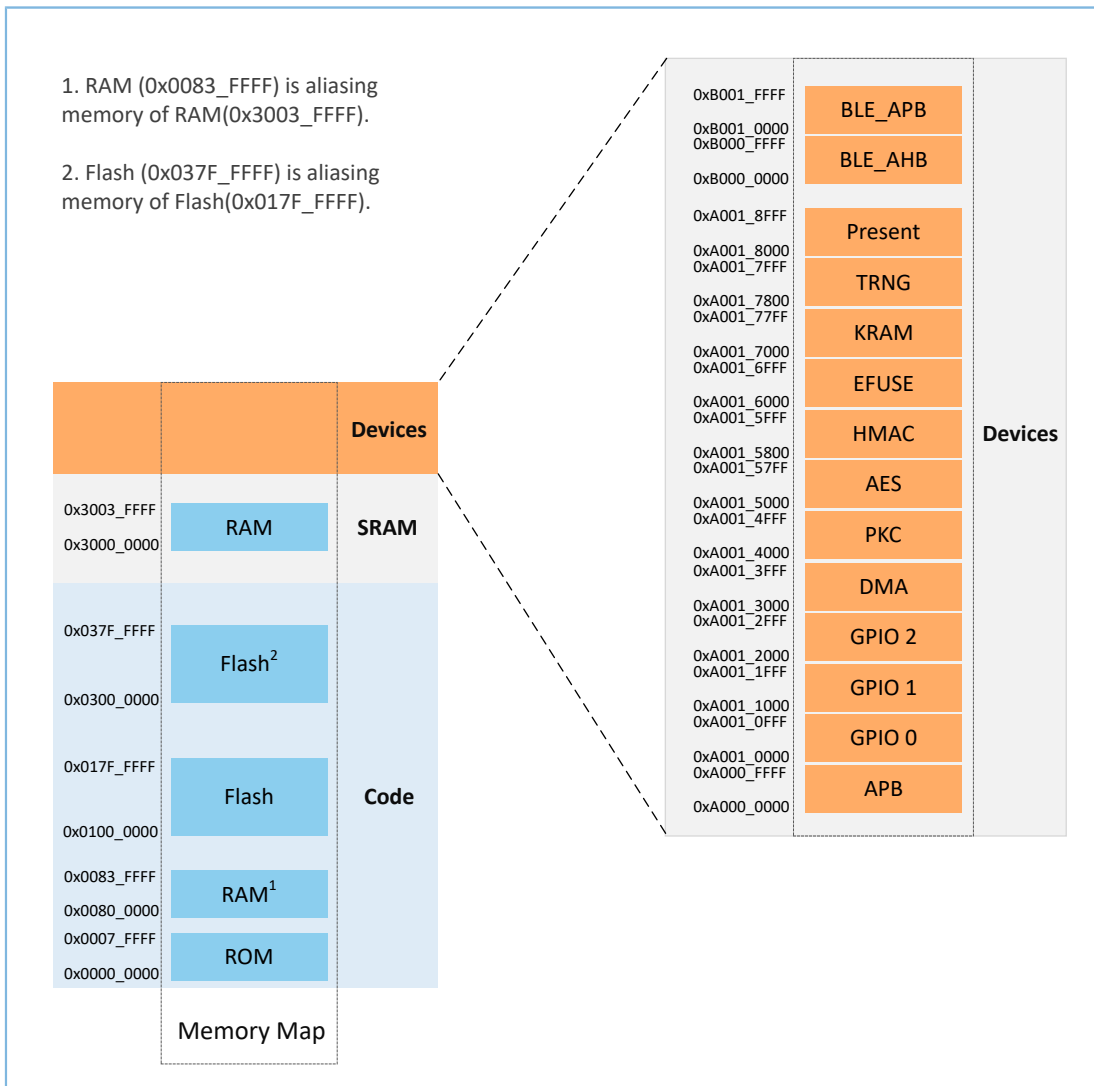 1. RAM (0x0083_FFFF) is aliasing
memory of RAM(0x3003_FFFF).
2. Flash (0x037F_FFFF) is aliasing
memory of Flash(0x017F_FFFF).
Devices
0x3003_FFFF
RAM
SRAM
0x3000_0000
0x037F_FFFF
Flash2
0x0300_0000
0x017F_FFFF
Flash
Code
0x0100_0000
0x0083_FFFF
RAM1
0x0080_0000
0x0007_FFFF
ROM
0x0000_0000
Memory Map
0xB001_FFFF
BLE_APB
0xB001_0000
0xB000_FFFF
BLE_AHB
0xB000_0000
0xA001_8FFF
Present
0xA001_8000
0xA001_7FFF
TRNG
0xA001_7800
0xA001_77FF
KRAM
0xA001_7000
0xA001_6FFF
EFUSE
0xA001_6000
0xA001_5FFF
HMAC
Devices
0xA001_5800
0xA001_57FF
AES
0xA001_5000
0xA001_4FFF
PKC
0xA001_4000
0xA001_3FFF
DMA
0xA001_3000
0xA001_2FFF
GPIO 2
0xA001_2000
0xA001_1FFF
GPIO 1
0xA001_1000
0xA001_0FFF
GPIO 0
0xA001_0000
0xA000_FFFF
APB
0xA000_0000